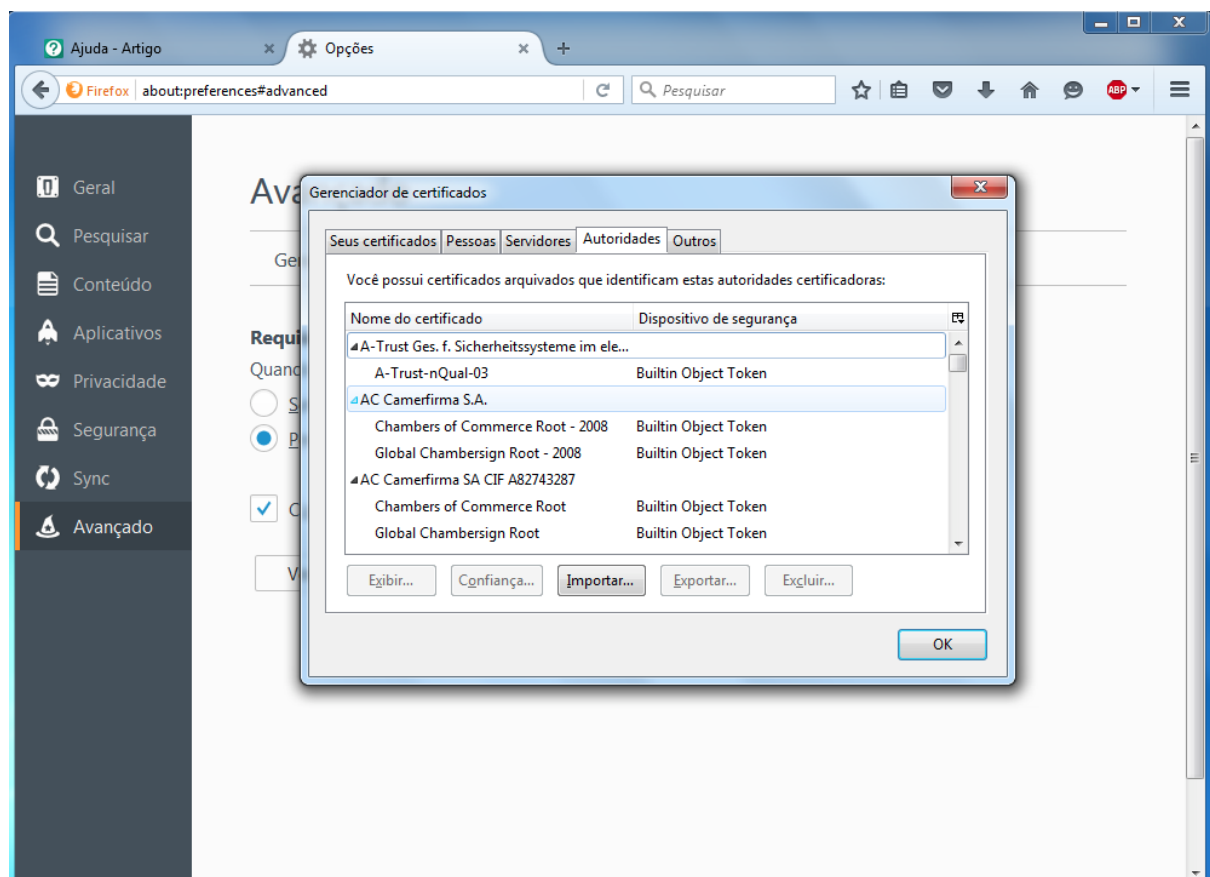 Ajuda - Artigo
Opções
Firefox about:preferences#advanced
Pesquisar
ABP
Geral
Pesquisar
Conteúdo
Aplicativos
Privacidade
Segurança
Sync
Avançado
Gerenciador de certificados
Seus certificados Pessoas Servidores Autoridades Outros
Você possui certificados arquivados que identificam estas autoridades certificadoras:
Nome do certificado Dispositivo de segurança
A-Trust Ges. f. Sicherheitssysteme im ele...
A-Trust-nQual-03 Builtin Object Token
AC Camerfirma S.A.
Chambers of Commerce Root - 2008 Builtin Object Token
Global Chambersign Root - 2008 Builtin Object Token
AC Camerfirma SA CIF A82743287
Chambers of Commerce Root Builtin Object Token
Global Chambersign Root Builtin Object Token
Exibir... Confiança... Importar... Exportar... Excluir...
OK